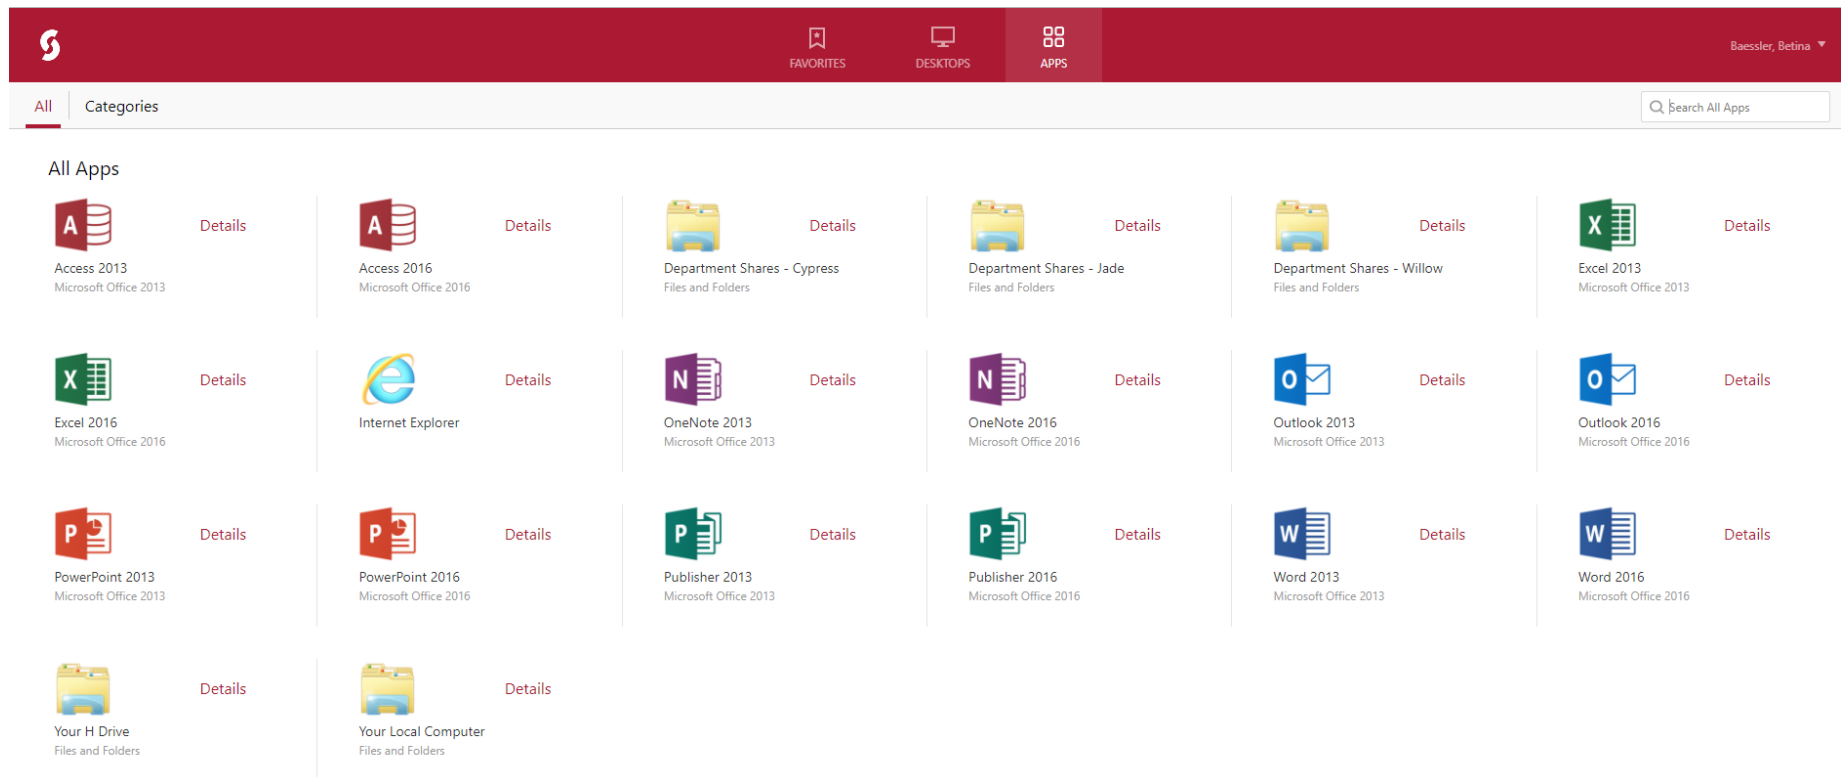 FAVORITES
DESKTOPS
APPS
Baessler, Betina
All
Categories
Search All Apps
All Apps
Details
Access 2013
Microsoft Office 2013
Details
Access 2016
Microsoft Office 2016
Details
Department Shares - Cypress
Files and Folders
Details
Department Shares - Jade
Files and Folders
Details
Department Shares - Willow
Files and Folders
Details
Excel 2013
Microsoft Office 2013
Details
Excel 2016
Microsoft Office 2016
Details
Internet Explorer
Details
OneNote 2013
Microsoft Office 2013
Details
OneNote 2016
Microsoft Office 2016
Details
Outlook 2013
Microsoft Office 2013
Details
Outlook 2016
Microsoft Office 2016
Details
PowerPoint 2013
Microsoft Office 2013
Details
PowerPoint 2016
Microsoft Office 2016
Details
Publisher 2013
Microsoft Office 2013
Details
Publisher 2016
Microsoft Office 2016
Details
Word 2013
Microsoft Office 2013
Details
Word 2016
Microsoft Office 2016
Details
Your H Drive
Files and Folders
Details
Your Local Computer
Files and Folders